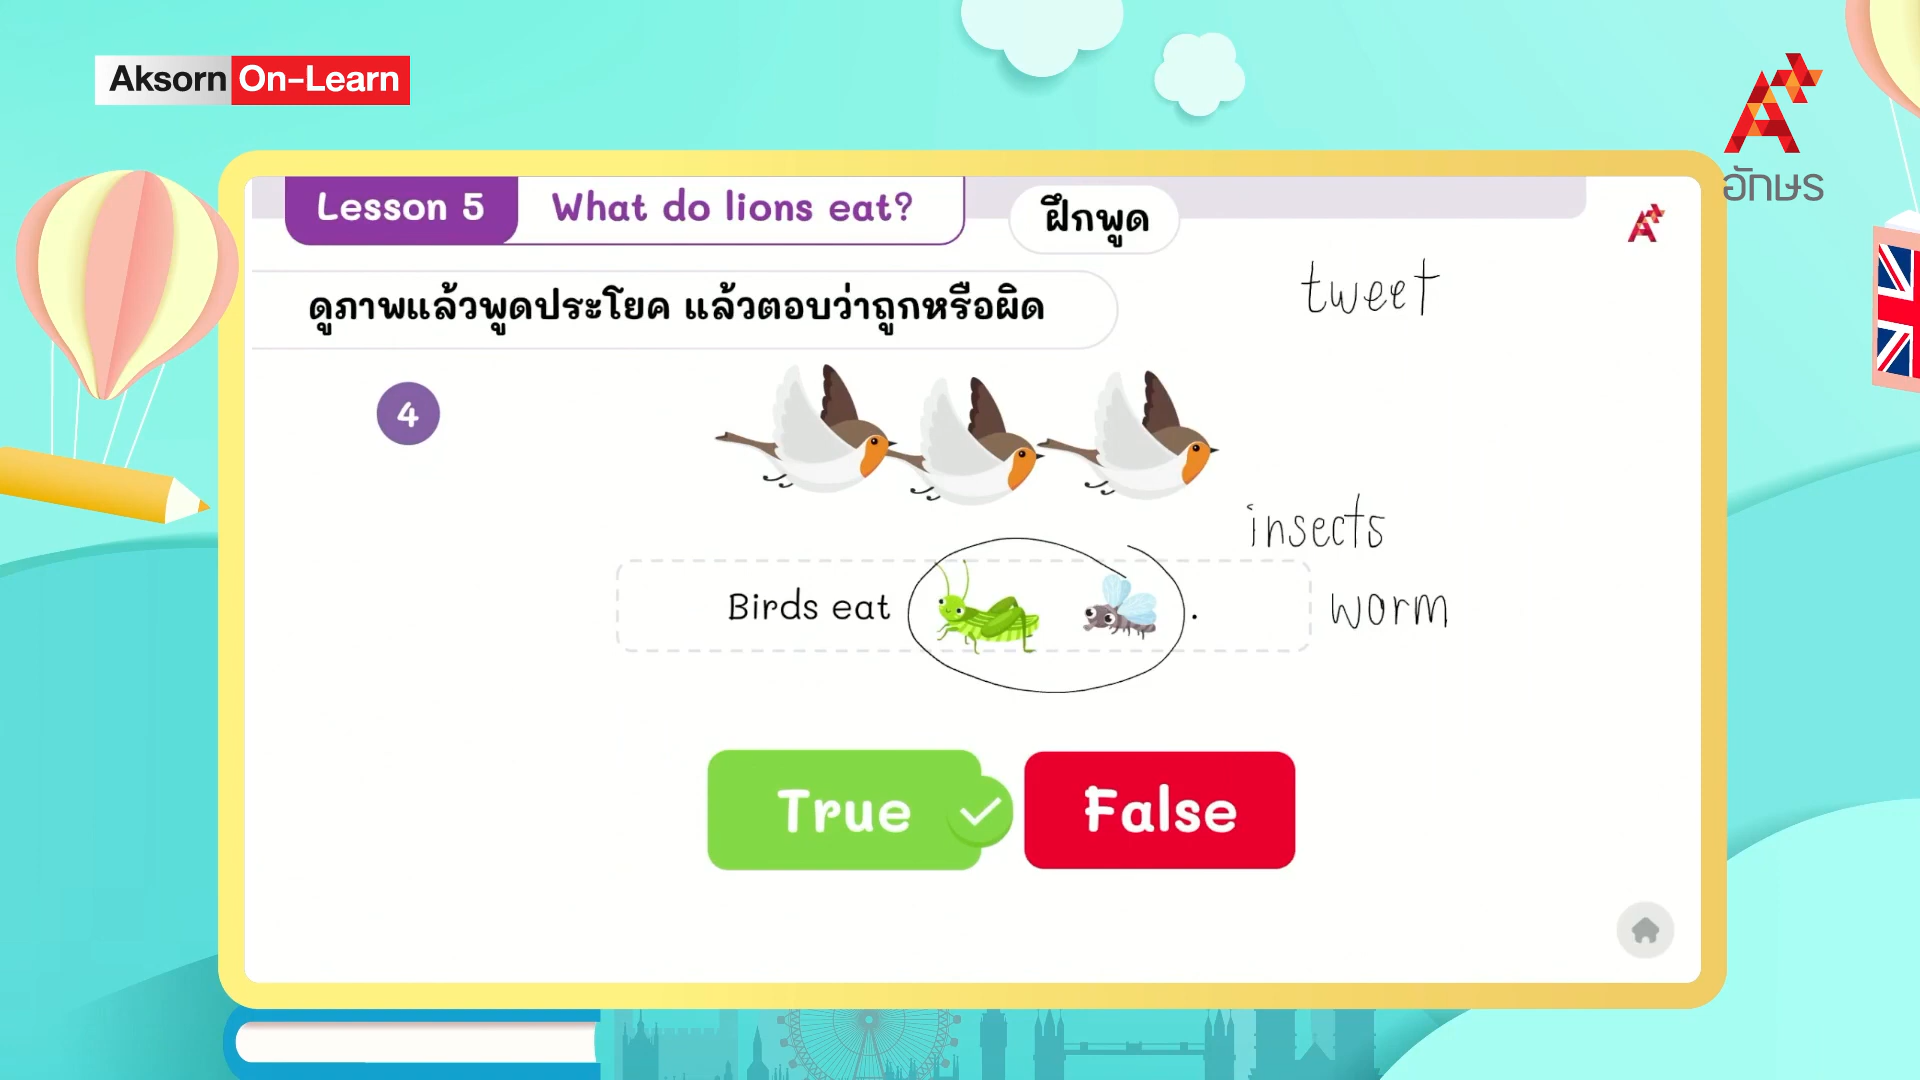 Aksorn On-Learn
อักษร
Lesson 5 What do lions eat? ฝึกพูด
ดูภาพแล้วพูดประโยค แล้วตอบว่าถูกหรือผิด
tweet
4
insects
Birds eat .
worm
True False